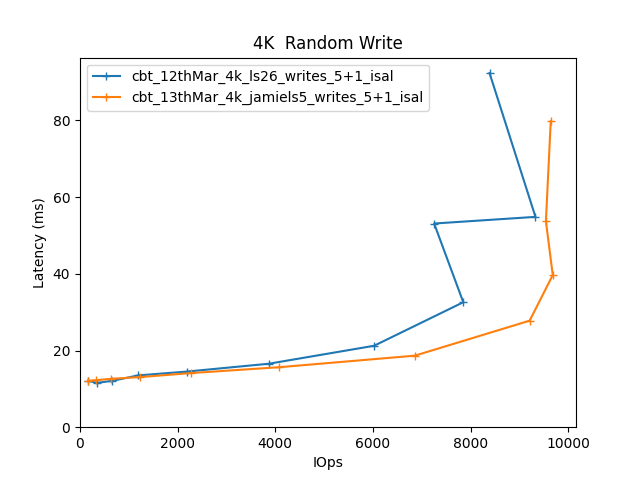 4K  Random Write
cbt_12thMar_4k_ls26_writes_5+1_isal
cbt_13thMar_4k_jamiels5_writes_5+1_isal
Latency (ms)
80
60
40
20
0
0 2000 4000 6000 8000 10000
IOps